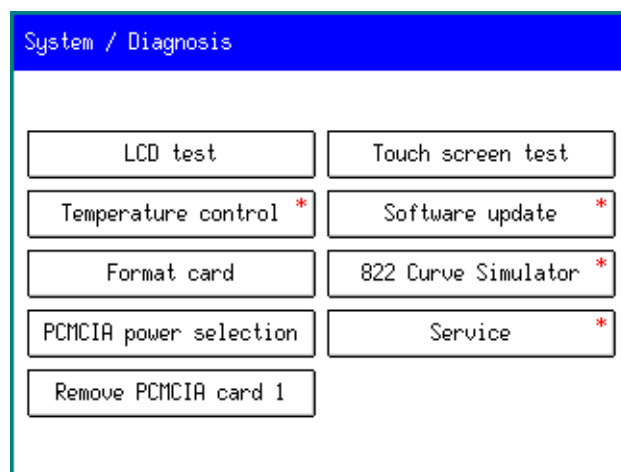 System / Diagnosis
LCD test
Touch screen test
Temperature control *
Software update *
Format card
822 Curve Simulator *
PCMCIA power selection
Service *
Remove PCMCIA card 1